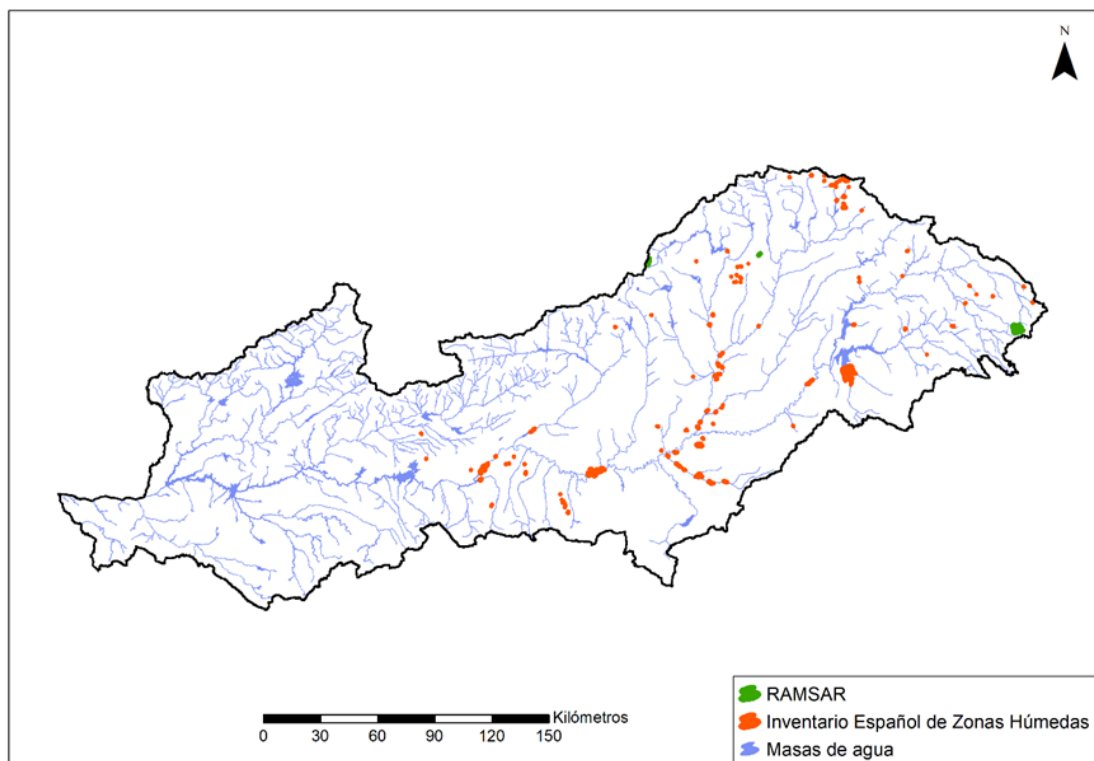 N
RAMSAR
Inventario Español de Zonas Húmedas
Masas de agua
Kilómetros
0 30 60 90 120 150